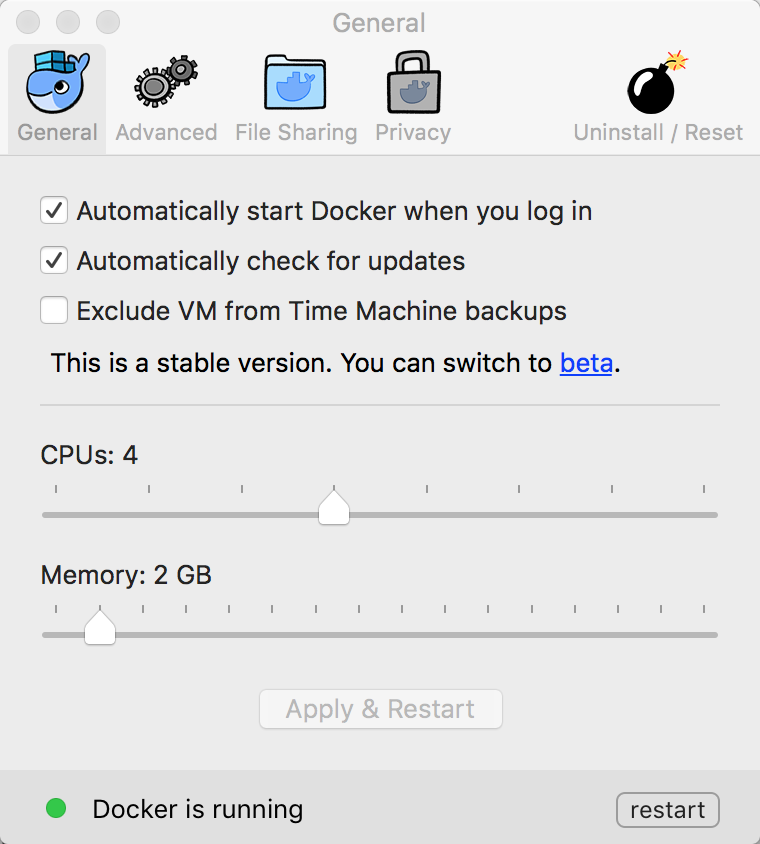 General
General Advanced File Sharing Privacy Uninstall / Reset
Automatically start Docker when you log in
Automatically check for updates
Exclude VM from Time Machine backups
This is a stable version. You can switch to beta.
CPUs: 4
Memory: 2 GB
Apply & Restart
Docker is running restart